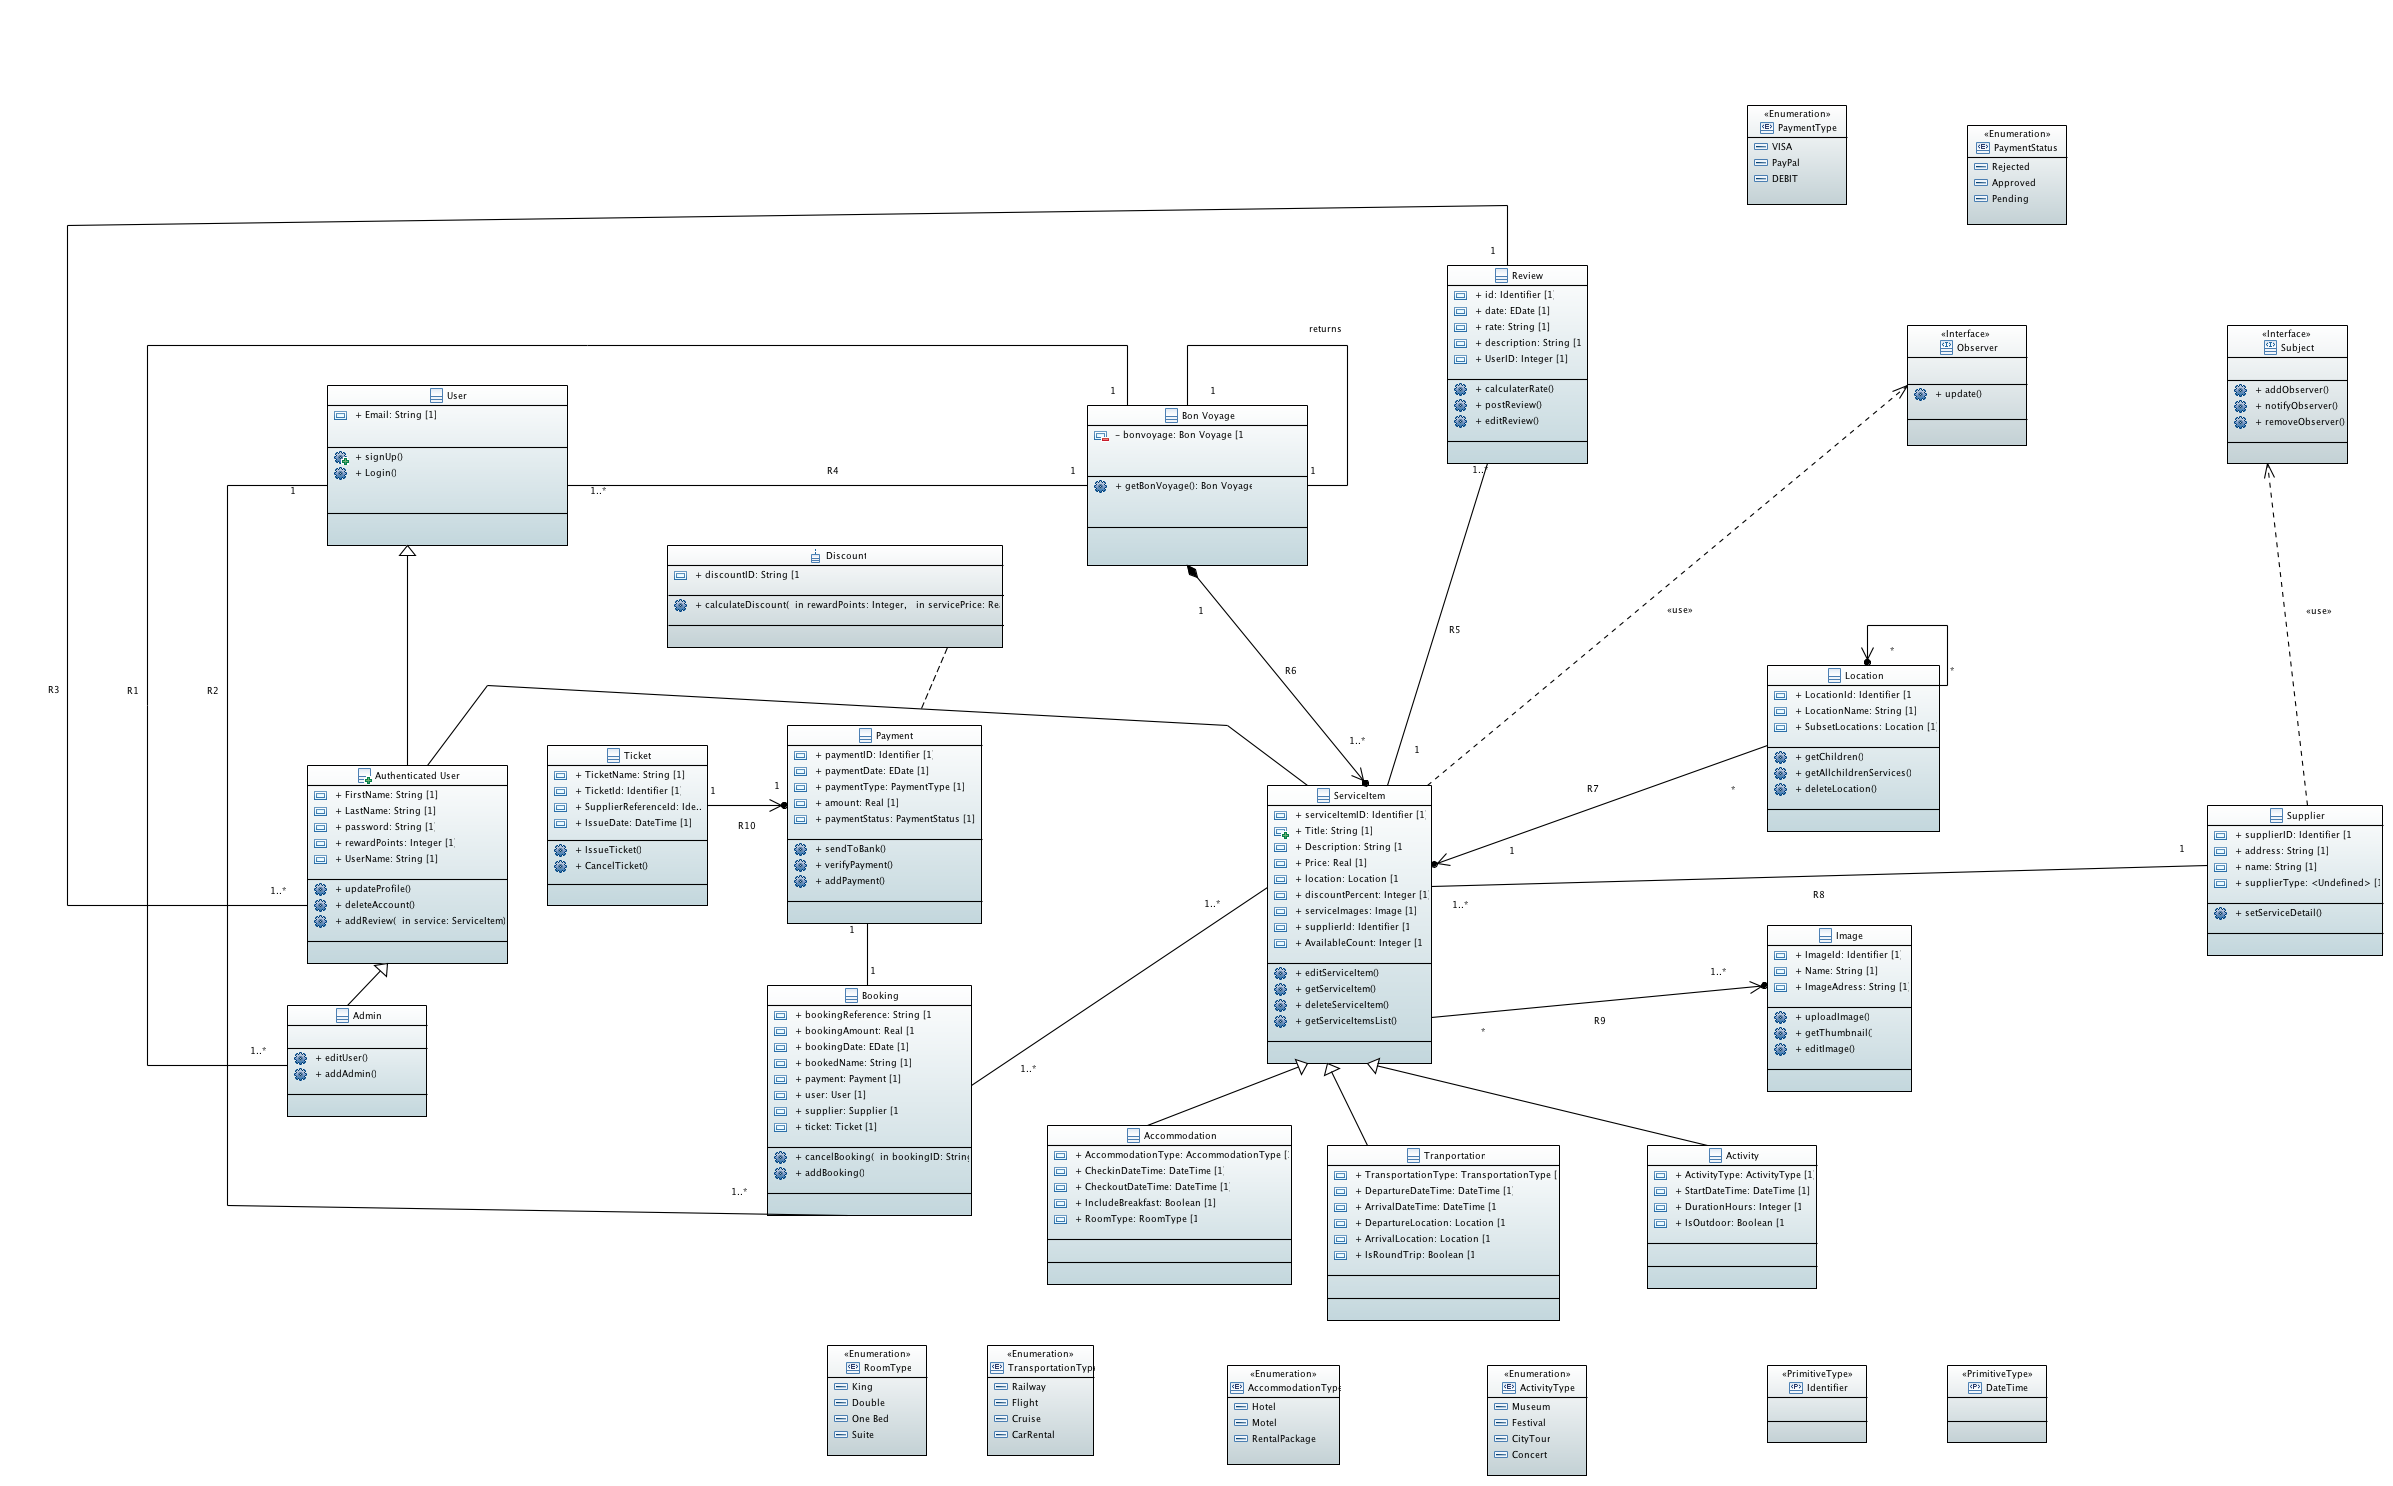 «Enumeration»
PaymentType
VISA
PayPal
DEBIT
«Enumeration»
PaymentStatus
Rejected
Approved
Pending
1
Review
+ id: Identifier [1]
+ date: EDate [1]
+ rate: String [1]
+ description: String [1
+ UserID: Integer [1]
+ calculaterRate()
+ postReview()
+ editReview()
1..*
returns
1
1
1
«Interface»
Observer
+ update()
«Interface»
Subject
+ addObserver()
+ notifyObserver()
+ removeObserver()
User
+ Email: String [1]
+ signUp()
+ Login()
1
1..*
R4
1
Bon Voyage
- bonvoyage: Bon Voyage [1
+ getBonVoyage(): Bon Voyage
Discount
+ discountID: String [1
+ calculateDiscount(  in rewardPoints: Integer,   in servicePrice: Re
1
R6
1..*
R5
1
«use»
«use»
R3
R1
R2
*
*
Location
+ LocationId: Identifier [1
+ LocationName: String [1]
+ SubsetLocations: Location [1]
+ getChildren()
+ getAllchildrenServices()
+ deleteLocation()
R7
*
1
Authenticated User
+ FirstName: String [1]
+ LastName: String [1]
+ password: String [1]
+ rewardPoints: Integer [1]
+ UserName: String [1]
+ updateProfile()
+ deleteAccount()
+ addReview(  in service: ServiceItem)
1..*
Ticket
+ TicketName: String [1]
+ TicketId: Identifier [1]
+ SupplierReferenceId: Ide..
+ IssueDate: DateTime [1]
+ IssueTicket()
+ CancelTicket()
1
R10
1
Payment
+ paymentID: Identifier [1]
+ paymentDate: EDate [1]
+ paymentType: PaymentType [1]
+ amount: Real [1]
+ paymentStatus: PaymentStatus [1]
+ sendToBank()
+ verifyPayment()
+ addPayment()
1
1
ServiceItem
+ serviceItemID: Identifier [1]
+ Title: String [1]
+ Description: String [1
+ Price: Real [1]
+ location: Location [1
+ discountPercent: Integer [1]
+ serviceImages: Image [1]
+ supplierId: Identifier [1
+ AvailableCount: Integer [1
+ editServiceItem()
+ getServiceItem()
+ deleteServiceItem()
+ getServiceItemsList()
1..*
1..*
1..*
R8
1
Supplier
+ supplierID: Identifier [1
+ address: String [1]
+ name: String [1]
+ supplierType: <Undefined> [1
+ setServiceDetail()
Image
+ ImageId: Identifier [1]
+ Name: String [1]
+ ImageAdress: String [1]
+ uploadImage()
+ getThumbnail(
+ editImage()
1..*
R9
*
Admin
+ editUser()
+ addAdmin()
1..*
Booking
+ bookingReference: String [1
+ bookingAmount: Real [1
+ bookingDate: EDate [1]
+ bookedName: String [1]
+ payment: Payment [1]
+ user: User [1]
+ supplier: Supplier [1
+ ticket: Ticket [1]
+ cancelBooking(  in bookingID: String
+ addBooking()
1..*
Accommodation
+ AccommodationType: AccommodationType [1
+ CheckinDateTime: DateTime [1]
+ CheckoutDateTime: DateTime [1]
+ IncludeBreakfast: Boolean [1]
+ RoomType: RoomType [1
Tranportation
+ TransportationType: TransportationType [
+ DepartureDateTime: DateTime [1]
+ ArrivalDateTime: DateTime [1
+ DepartureLocation: Location [1
+ ArrivalLocation: Location [1
+ IsRoundTrip: Boolean [1
Activity
+ ActivityType: ActivityType [1]
+ StartDateTime: DateTime [1]
+ DurationHours: Integer [1
+ IsOutdoor: Boolean [1
«Enumeration»
RoomType
King
Double
One Bed
Suite
«Enumeration»
TransportationType
Railway
Flight
Cruise
CarRental
«Enumeration»
AccommodationType
Hotel
Motel
RentalPackage
«Enumeration»
ActivityType
Museum
Festival
CityTour
Concert
«PrimitiveType»
Identifier
«PrimitiveType»
DateTime